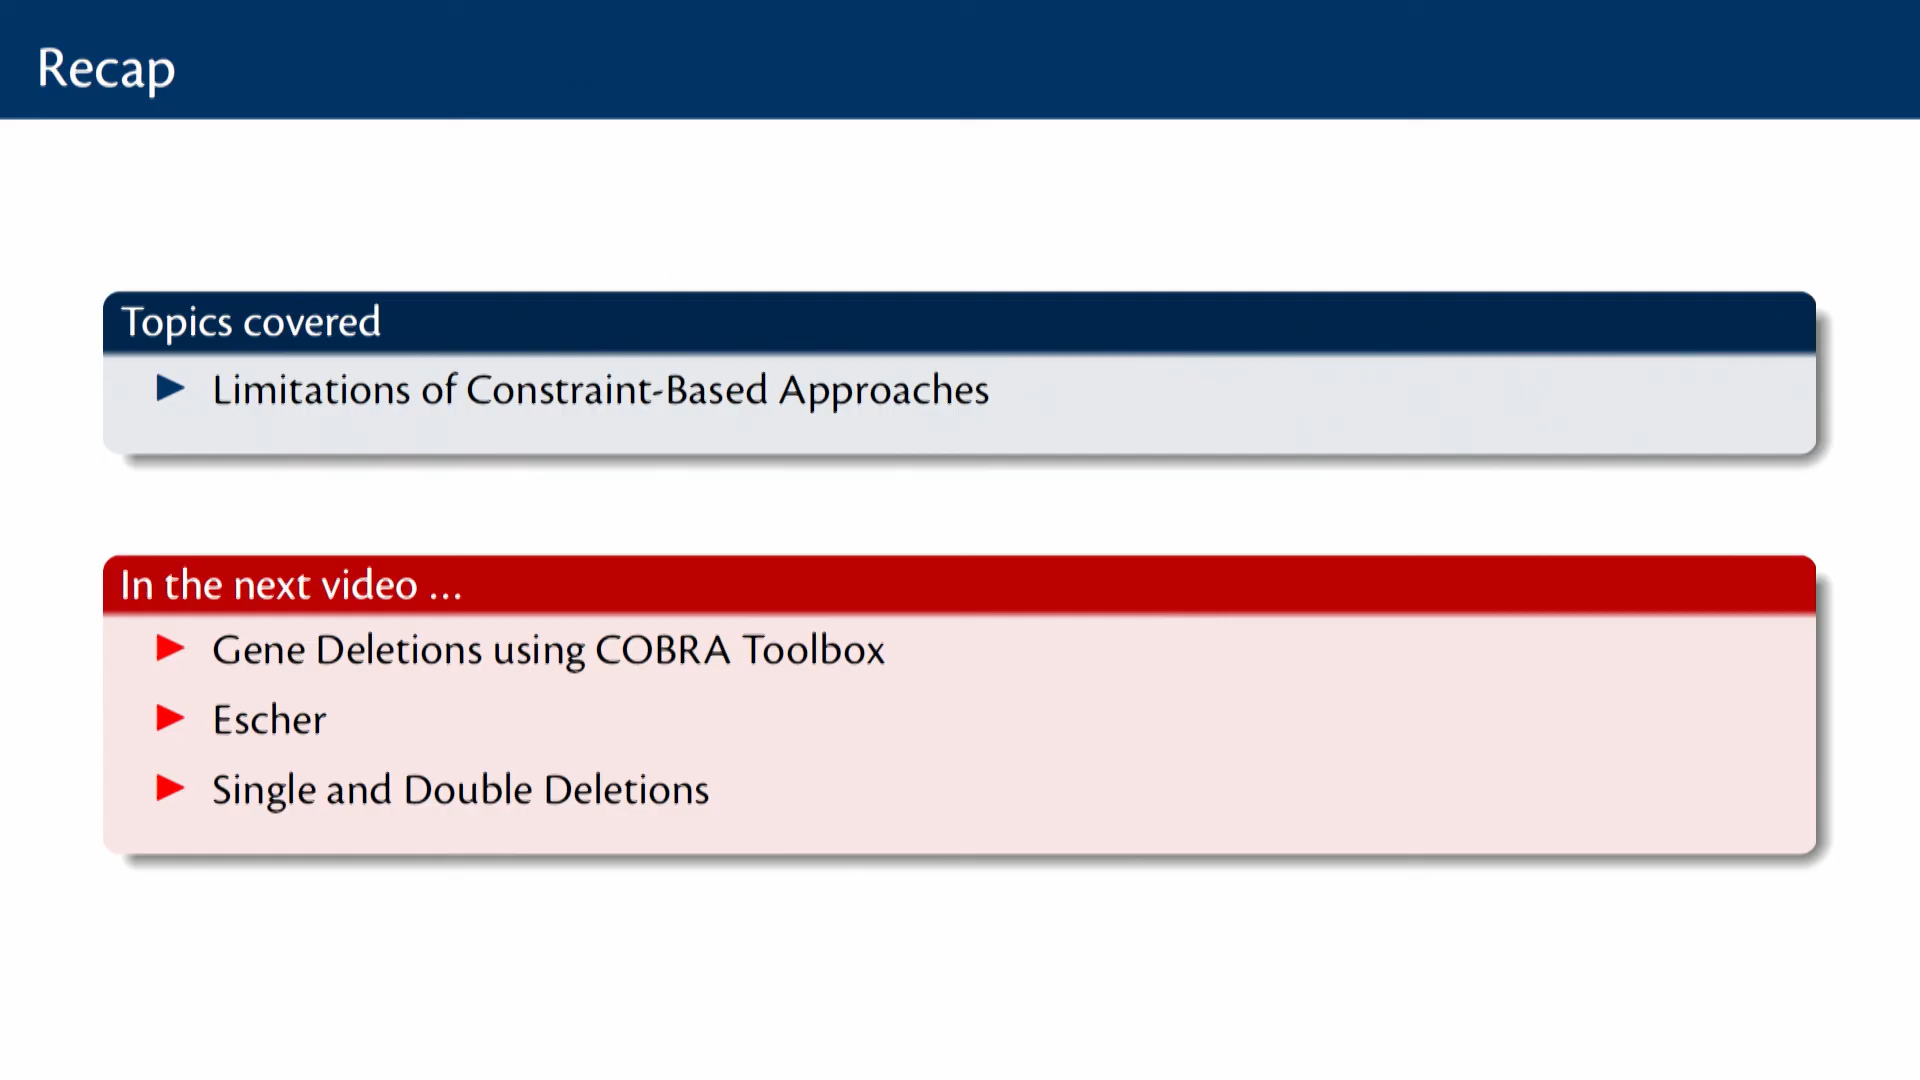 Recap
Topics covered
Limitations of Constraint-Based Approaches
In the next video ...
Gene Deletions using COBRA Toolbox
Escher
Single and Double Deletions